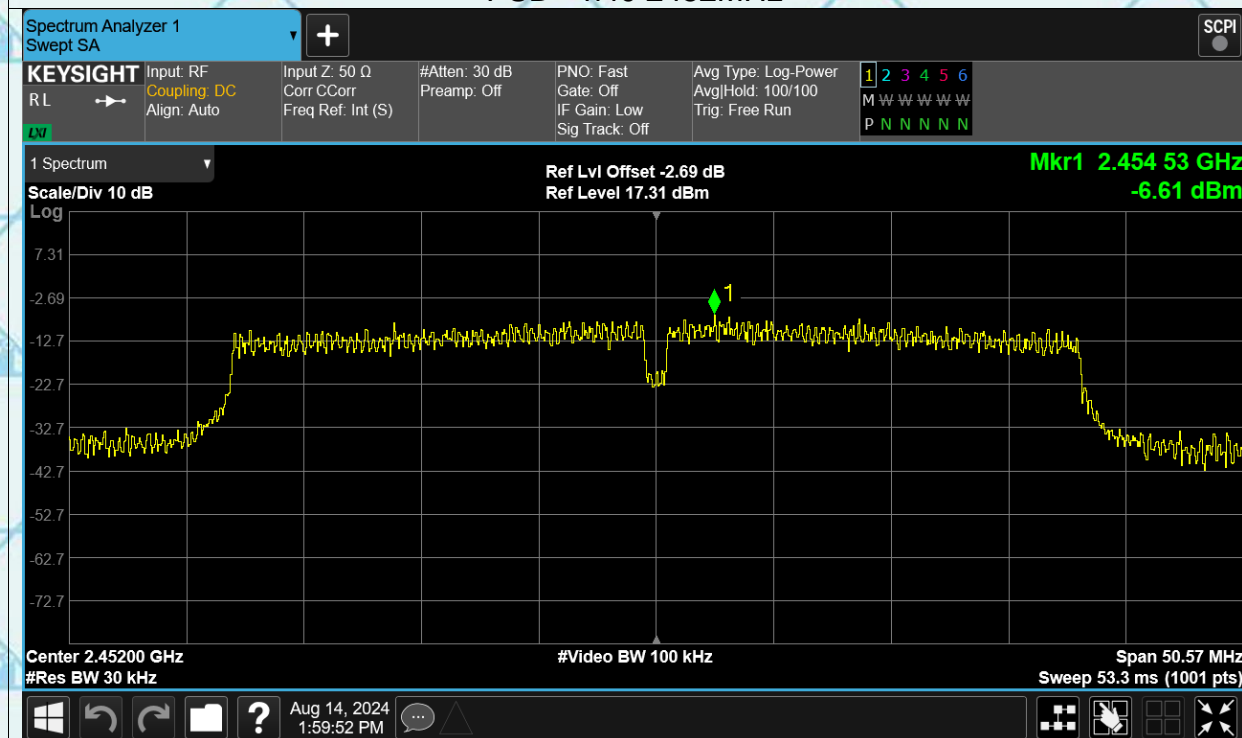 Spectrum Analyzer 1
Swept SA
+
SCPI
KEYSIGHT
RL
LXI
Input: RF
Coupling: DC
Align: Auto
Input Z: 50 Ω
Corr CCorr
Freq Ref: Int (S)
#Atten: 30 dB
Preamp: Off
PNO: Fast
Gate: Off
IF Gain: Low
Sig Track: Off
Avg Type: Log-Power
Avg|Hold: 100/100
Trig: Free Run
1 2 3 4 5 6
M W W W W W
P N N N N N
1 Spectrum
Scale/Div 10 dB
Log
Ref Lvl Offset -2.69 dB
Ref Level 17.31 dBm
Mkr1 2.454 53 GHz
-6.61 dBm
7.31
-2.69
-12.7
-22.7
-32.7
-42.7
-52.7
-62.7
-72.7
1
Center 2.45200 GHz
#Res BW 30 kHz
#Video BW 100 kHz
Span 50.57 MHz
Sweep 53.3 ms (1001 pts)
?
Aug 14, 2024
1:59:52 PM